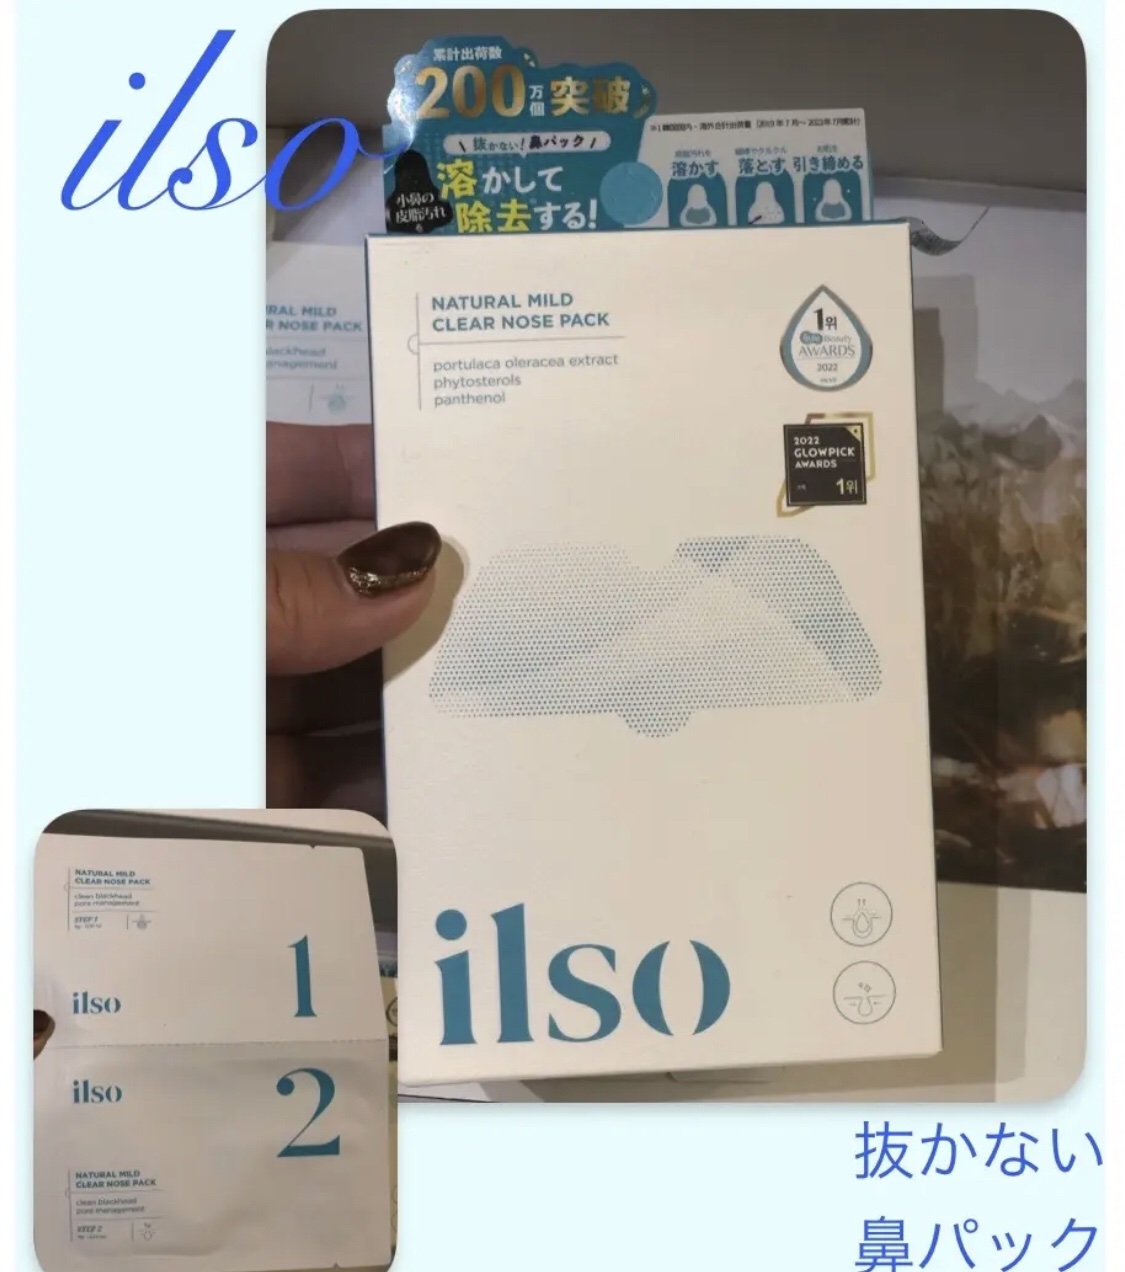 ilso
累計出荷数
200万個突破
抜かない!鼻パック
小鼻の
皮脂汚れ
溶かして
除去する!
溶かす
落とす
引き締める
NATURAL MILD
CLEAR NOSE PACK
portulaca oleracea extract
phytosterols
panthenol
1위
Beauty
AWARDS
2022
2022
GLOWPICK
AWARDS
1위
RAL MILD
R NOSE PACK
ilso
NATURAL MILD
CLEAR NOSE PACK
clean blackhead
pore management
STEP 1
1
ilso
ilso
2
NATURAL MILD
CLEAR NOSE PACK
clean blackhead
pore management
STEP 2
抜かない
鼻パック